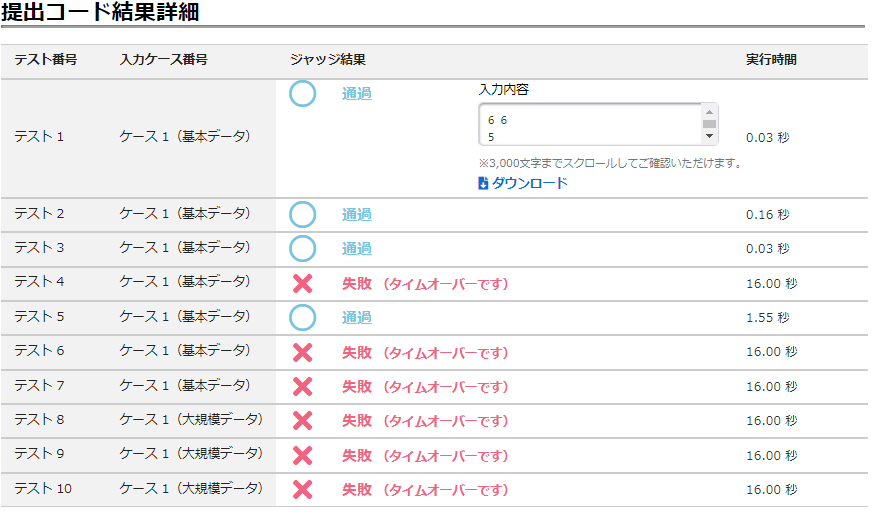 提出コード結果詳細
テスト番号 入力ケース番号 ジャッジ結果 実行時間
テスト 1 ケース 1（基本データ） 通過 入力内容
6 6
5
0.03 秒
※3,000文字までスクロールしてご確認いただけます。
ダウンロード
テスト 2 ケース 1（基本データ） 通過 0.16 秒
テスト 3 ケース 1（基本データ） 通過 0.03 秒
テスト 4 ケース 1（基本データ） 失敗 （タイムオーバーです） 16.00 秒
テスト 5 ケース 1（基本データ） 通過 1.55 秒
テスト 6 ケース 1（基本データ） 失敗 （タイムオーバーです） 16.00 秒
テスト 7 ケース 1（基本データ） 失敗 （タイムオーバーです） 16.00 秒
テスト 8 ケース 1（大規模データ） 失敗 （タイムオーバーです） 16.00 秒
テスト 9 ケース 1（大規模データ） 失敗 （タイムオーバーです） 16.00 秒
テスト 10 ケース 1（大規模データ） 失敗 （タイムオーバーです） 16.00 秒